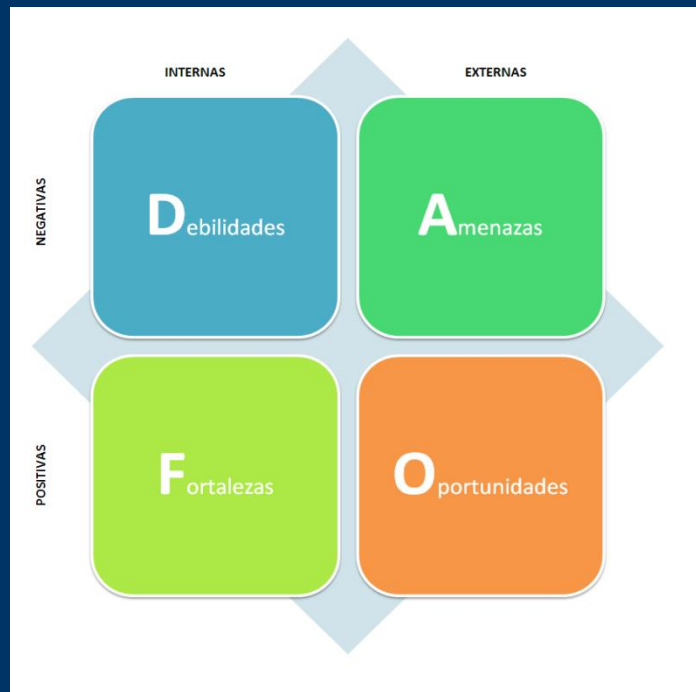 INTERNAS
EXTERNAS
NEGATIVAS
Debilidades
Amenazas
POSITIVAS
Fortalezas
Oportunidades